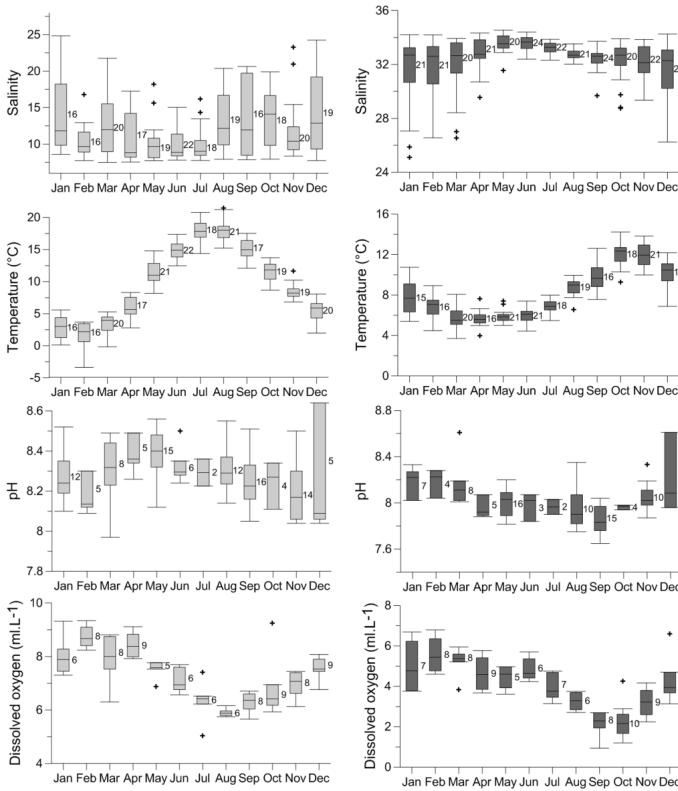 Salinity
25
20
15
10
16 16 20 17 19 22 18 19 16 18 20 19
Jan Feb Mar Apr May Jun Jul Aug Sep Oct Nov Dec
Salinity
36
32
28
24
21 21 20 21 20 24 22 22 24 20 22 22
Jan Feb Mar Apr May Jun Jul Aug Sep Oct Nov Dec
Temperature (°C)
20
15
10
5
0
-5
16 16 20 17 21 22 18 21 17 19 19 20
Jan Feb Mar Apr May Jun Jul Aug Sep Oct Nov Dec
Temperature (°C)
16
12
8
4
0
15 16 20 16 21 21 18 19 16 18 21
Jan Feb Mar Apr May Jun Jul Aug Sep Oct Nov Dec
pH
8.6
8.4
8.2
8
7.8
12 5 8 5 15 6 2 12 16 4 14 5
Jan Feb Mar Apr May Jun Jul Aug Sep Oct Nov Dec
pH
8.8
8.4
8
7.6
7 4 8 5 16 3 2 10 15 4 10
Jan Feb Mar Apr May Jun Jul Aug Sep Oct Nov Dec
Dissolved oxygen (ml.L-1)
10
8
6
4
6 8 8 9 5 6 6 6 6 9 8 9
Jan Feb Mar Apr May Jun Jul Aug Sep Oct Nov Dec
Dissolved oxygen (ml.L-1)
8
6
4
2
0
7 8 8 9 5 6 7 6 8 10 9
Jan Feb Mar Apr May Jun Jul Aug Sep Oct Nov Dec